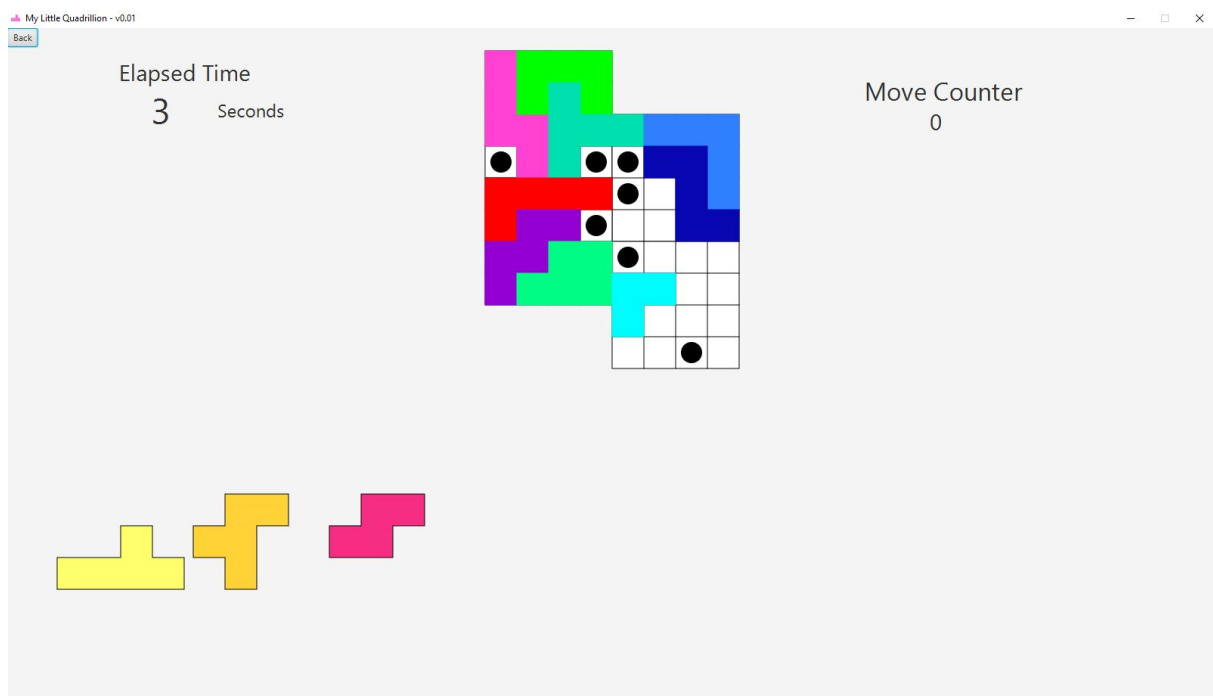 My Little Quadrillion - v0.01
Back
Elapsed Time
3 Seconds
Move Counter
0